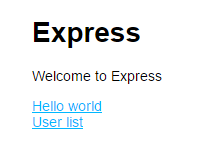 Express
Welcome to Express
Hello world
User list